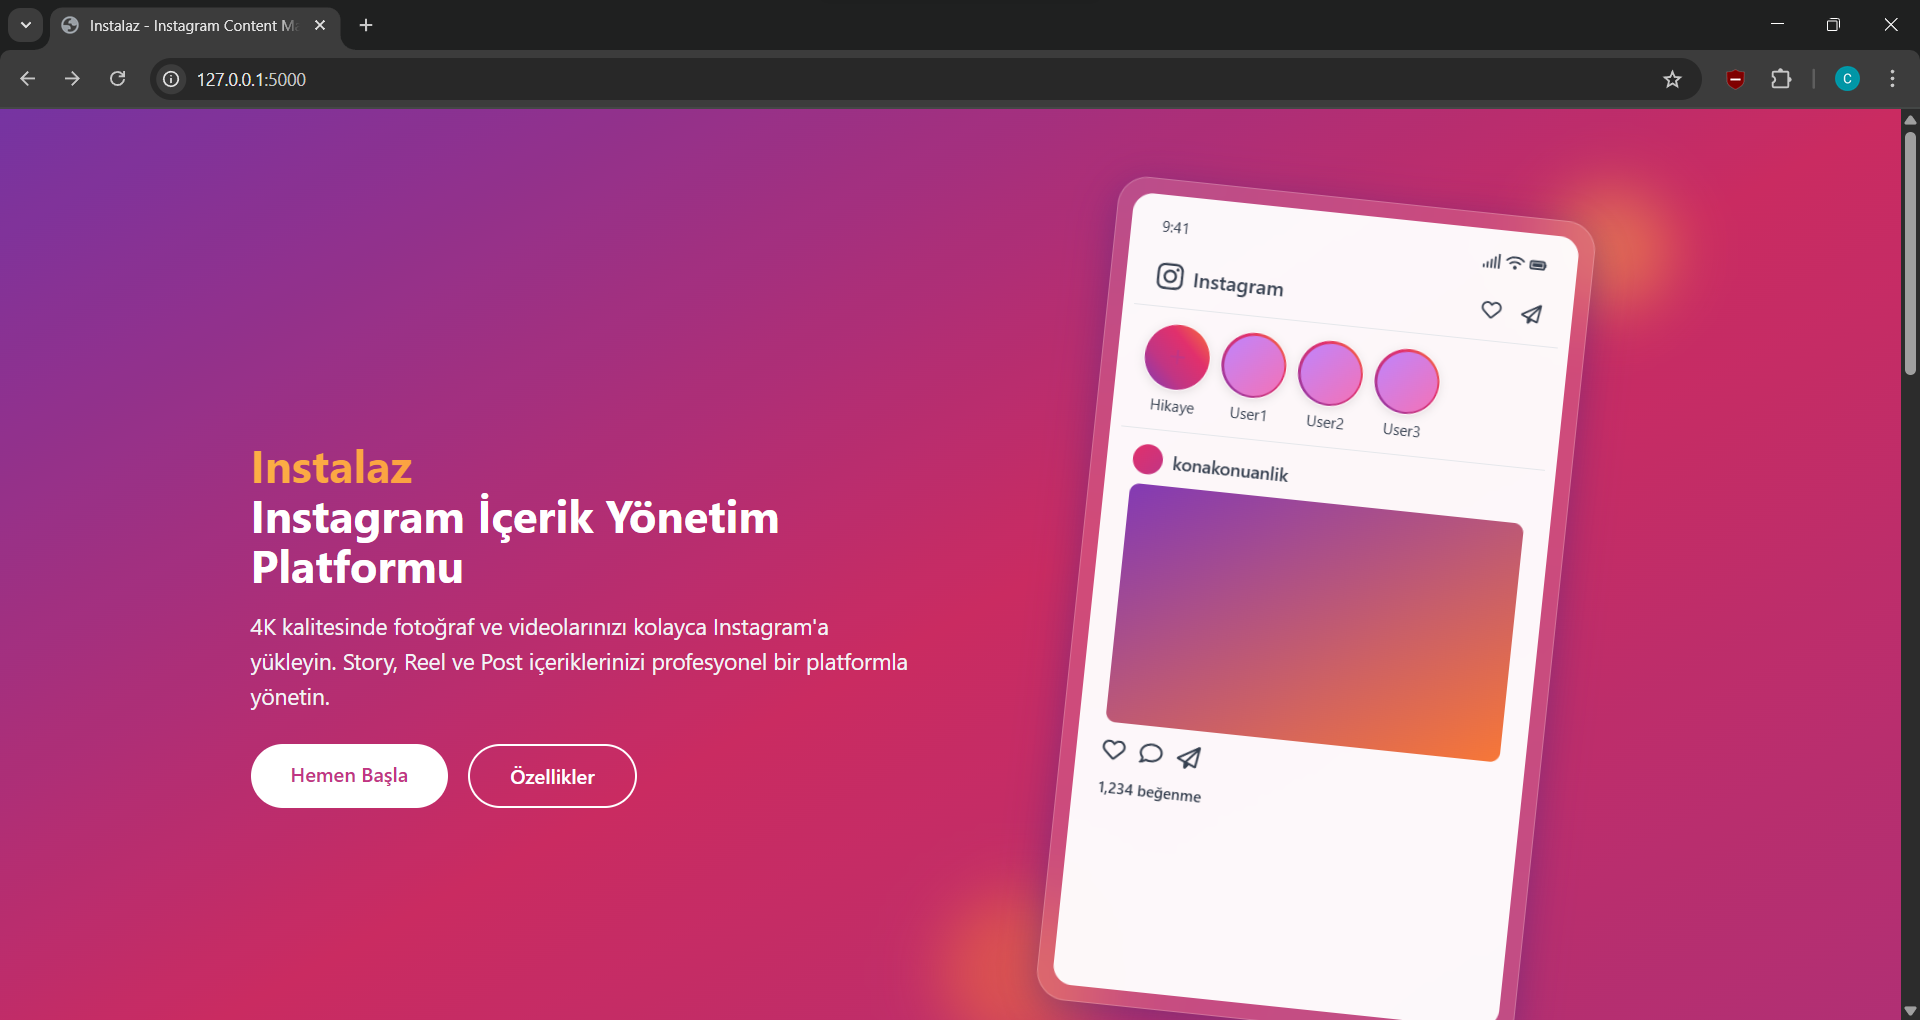 Instalaz - Instagram Content Ma
127.0.0.1:5000
C
9:41
Instagram
Hikaye
User1
User2
User3
konakonuanlik
1,234 beğenme
Instalaz
Instagram İçerik Yönetim
Platformu
4K kalitesinde fotoğraf ve videolarınızı kolayca Instagram'a
yükleyin. Story, Reel ve Post içeriklerinizi profesyonel bir platformla
yönetin.
Hemen Başla
Özellikler